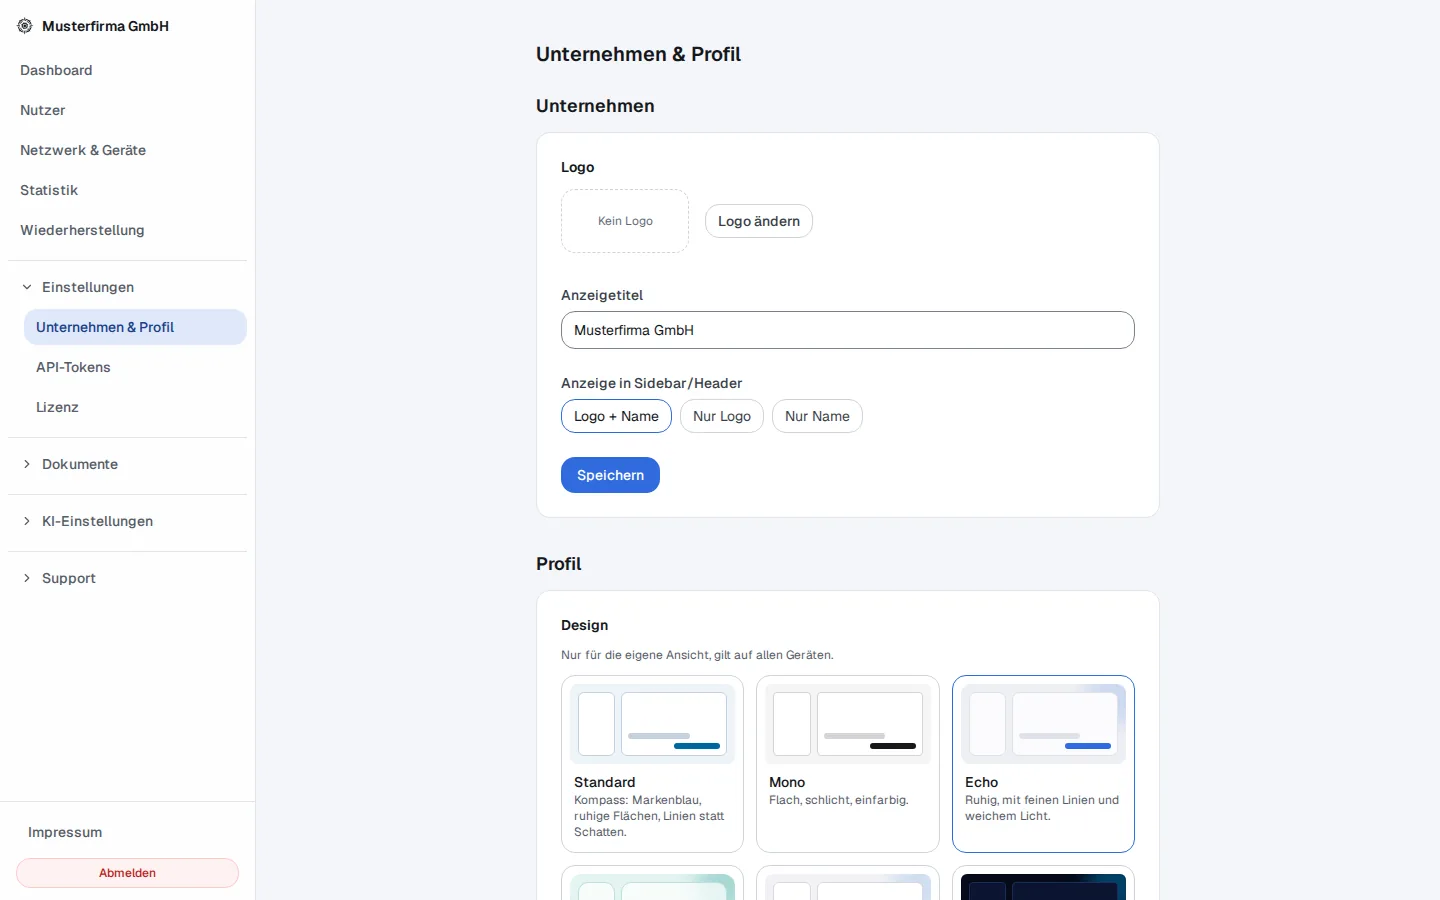 Musterfirma GmbH
Dashboard
Nutzer
Netzwerk & Geräte
Statistik
Wiederherstellung
Einstellungen
Unternehmen & Profil
API-Tokens
Lizenz
Dokumente
KI-Einstellungen
Support
Impressum
Abmelden
Unternehmen & Profil
Unternehmen
Logo
Kein Logo
Logo ändern
Anzeigetitel
Musterfirma GmbH
Anzeige in Sidebar/Header
Logo + Name
Nur Logo
Nur Name
Speichern
Profil
Design
Nur für die eigene Ansicht, gilt auf allen Geräten.
Standard
Kompass: Markenblau,
ruhige Flächen, Linien statt
Schatten.
Mono
Flach, schlicht, einfarbig.
Echo
Ruhig, mit feinen Linien und
weichem Licht.